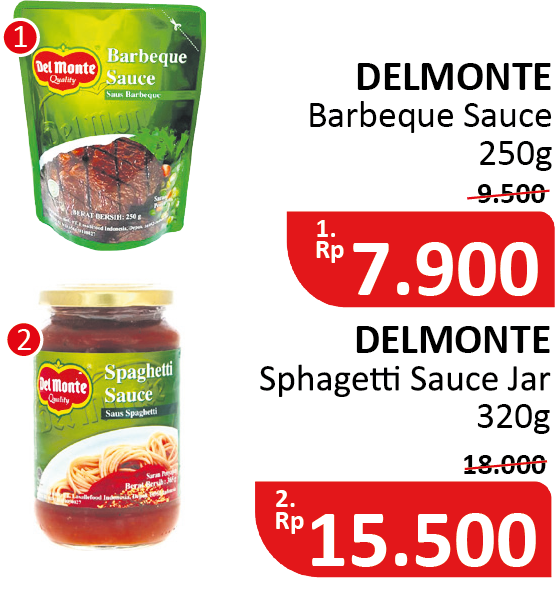 1
Del Monte
Quality
Barbeque
Sauce
Saus Barbeque
BERAT BERSIH: 250 g
DELMONTE
Barbeque Sauce
250g
9.500
1.
Rp 7.900
2
Del Monte
Quality
Spaghetti
Sauce
Saus Spaghetti
DELMONTE
Sphagetti Sauce Jar
320g
18.000
2.
Rp 15.500